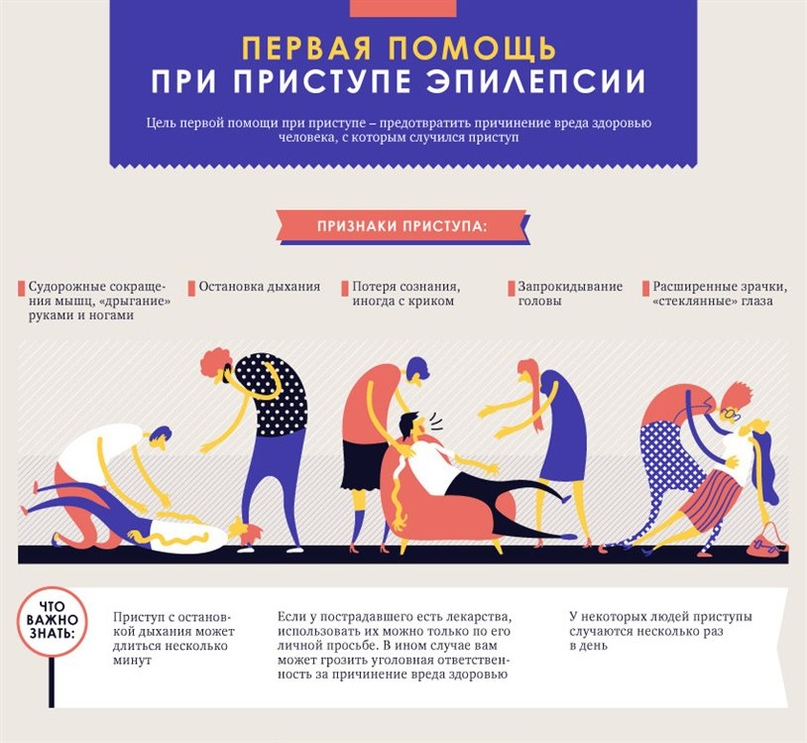 ПЕРВАЯ ПОМОЩЬ
ПРИ ПРИСТУПЕ ЭПИЛЕПСИИ
Цель первой помощи при приступе – предотвратить причинение вреда здоровью
человека, с которым случился приступ
ПРИЗНАКИ ПРИСТУПА:
Судорожные сокраще-
ния мышц, «дрыгание»
руками и ногами
Остановка дыхания
Потеря сознания,
иногда с криком
Запрокидывание
головы
Расширенные зрачки,
«стеклянные» глаза
ЧТО
ВАЖНО
ЗНАТЬ:
Приступ с останов-
кой дыхания может
длиться несколько
минут
Если у пострадавшего есть лекарства,
использовать их можно только по его
личной просьбе. В ином случае вам
может грозить уголовная ответствен-
ность за причинение вреда здоровью
У некоторых людей приступы
случаются несколько раз
в день